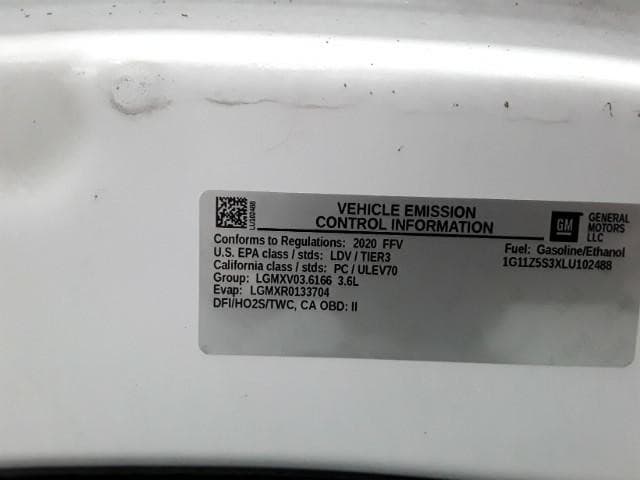 LU102488
VEHICLE EMISSION
CONTROL INFORMATION
GM
GENERAL
MOTORS
LLC
Conforms to Regulations: 2020 FFV
Fuel: Gasoline/Ethanol
U.S. EPA class / stds: LDV / TIER3
1G11Z5S3XLU102488
California class / stds: PC / ULEV70
Group: LGMXV03.6166 3.6L
Evap: LGMXR0133704
DFI/HO2S/TWC, CA OBD: II